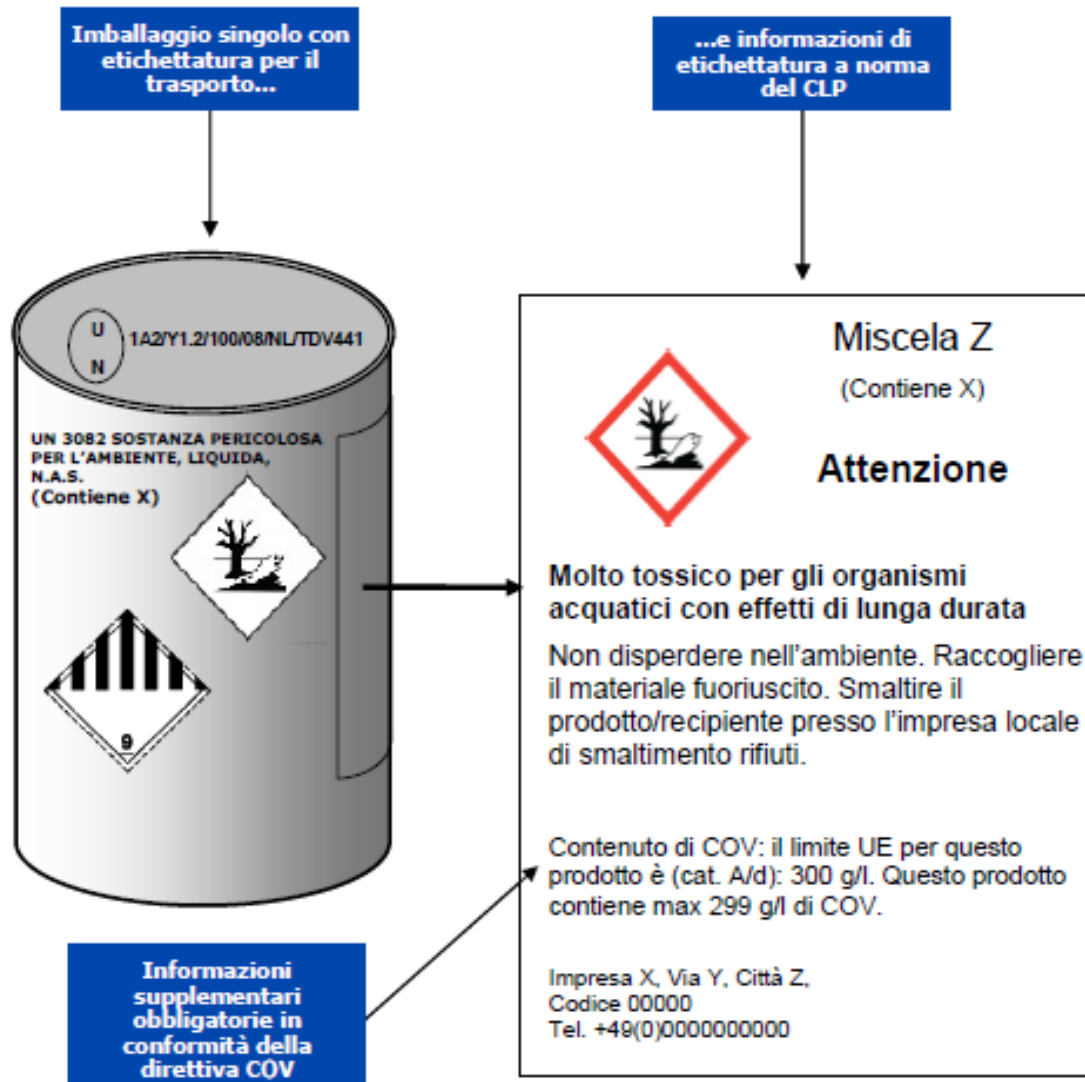 Imballaggio singolo con
etichettatura per il
trasporto...
...e informazioni di
etichettatura a norma
del CLP
U
N
1A2/Y1.2/100/08/NL/TDV441
UN 3082 SOSTANZA PERICOLOSA
PER L'AMBIENTE, LIQUIDA,
N.A.S.
(Contiene X)
9
Miscela Z
(Contiene X)
Attenzione
Molto tossico per gli organismi
acquatici con effetti di lunga durata
Non disperdere nell'ambiente. Raccogliere
il materiale fuoriuscito. Smaltire il
prodotto/recipiente presso l'impresa locale
di smaltimento rifiuti.
Contenuto di COV: il limite UE per questo
prodotto è (cat. A/d): 300 g/l. Questo prodotto
contiene max 299 g/l di COV.
Impresa X, Via Y, Città Z,
Codice 00000
Tel. +49(0)0000000000
Informazioni
supplementari
obbligatorie in
conformità della
direttiva COV